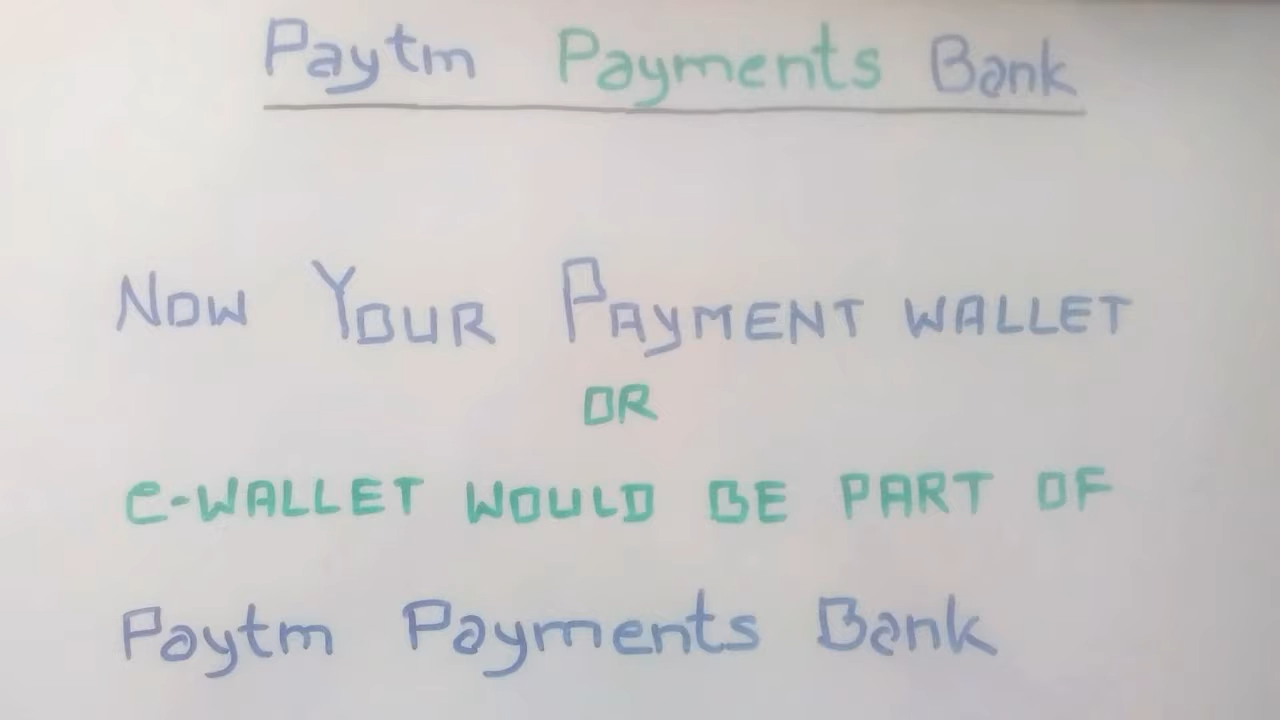 Paytm Payments Bank
NOW YOUR PAYMENT WALLET
OR
e-WALLET WOULD BE PART OF
Paytm Payments Bank